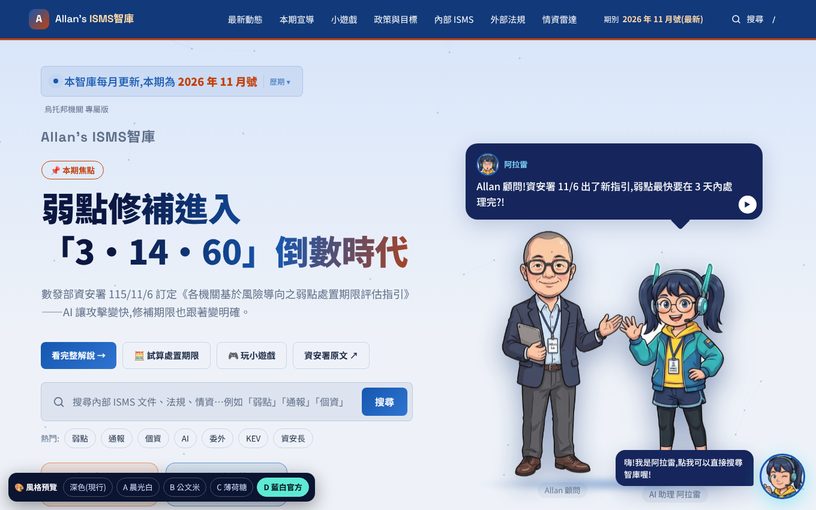 A Allan's ISMS智庫 最新動態 本期宣導 小遊戲 政策與目標 內部 ISMS 外部法規 情資雷達 期別 2026 年 11 月號(最新) 搜尋 /
本智庫每月更新,本期為 2026 年 11 月號 歷期 ▾
烏托邦機關 專屬版
Allan's ISMS智庫
📌 本期焦點
弱點修補進入
「3・14・60」倒數時代
數發部資安署 115/11/6 訂定《各機關基於風險導向之弱點處置期限評估指引》
——AI 讓攻擊變快,修補期限也跟著變明確。
看完整解說 → 🧮 試算處置期限 🎮 玩小遊戲 資安署原文 ↗
搜尋內部 ISMS 文件、法規、情資…例如「弱點」「通報」「個資」 搜尋
熱門: 弱點 通報 個資 AI 委外 KEV 資安長
🎨 風格預覽 深色(現行) A 晨光白 B 公文米 C 薄荷糖 D 藍白官方
阿拉雷
Allan 顧問!資安署 11/6 出了新指引,弱點最快要在 3 天內處
理完?!
Allan 顧問
AI 助理 阿拉雷
嗨!我是阿拉雷,點我可以直接搜尋
智庫喔!